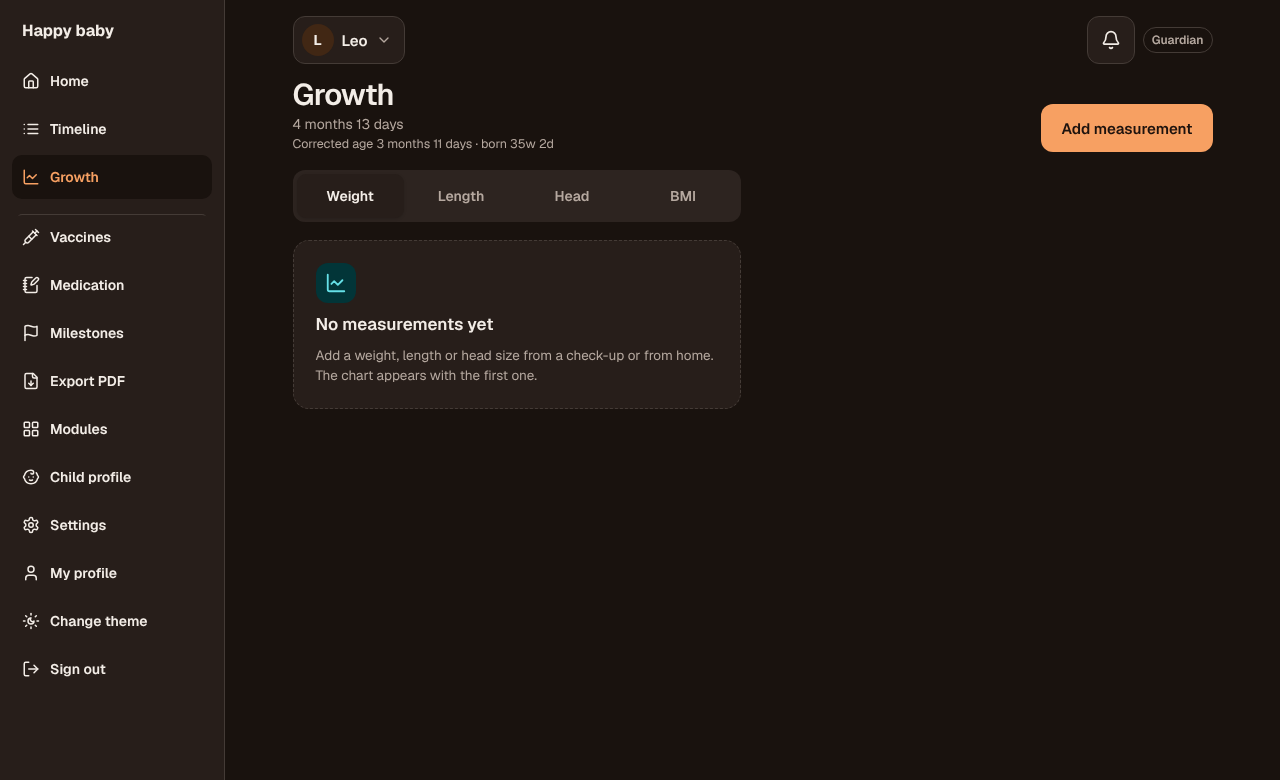 Happy baby
Home
Timeline
Growth
Vaccines
Medication
Milestones
Export PDF
Modules
Child profile
Settings
My profile
Change theme
Sign out
L Leo
Guardian
Growth
4 months 13 days
Corrected age 3 months 11 days · born 35w 2d
Add measurement
Weight Length Head BMI
No measurements yet
Add a weight, length or head size from a check-up or from home.
The chart appears with the first one.